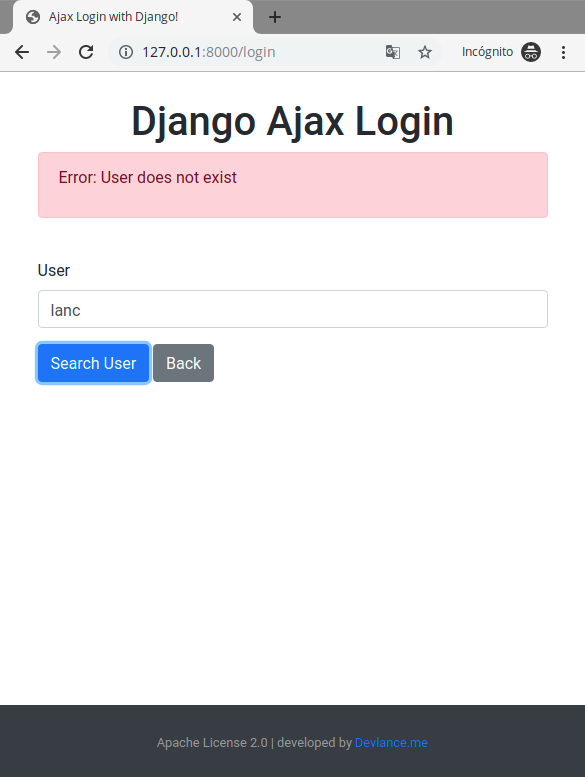 Ajax Login with Django!
127.0.0.1:8000/login
Incógnito
Django Ajax Login
Error: User does not exist
User
lanc
Search User
Back
Apache License 2.0 | developed by Devlance.me